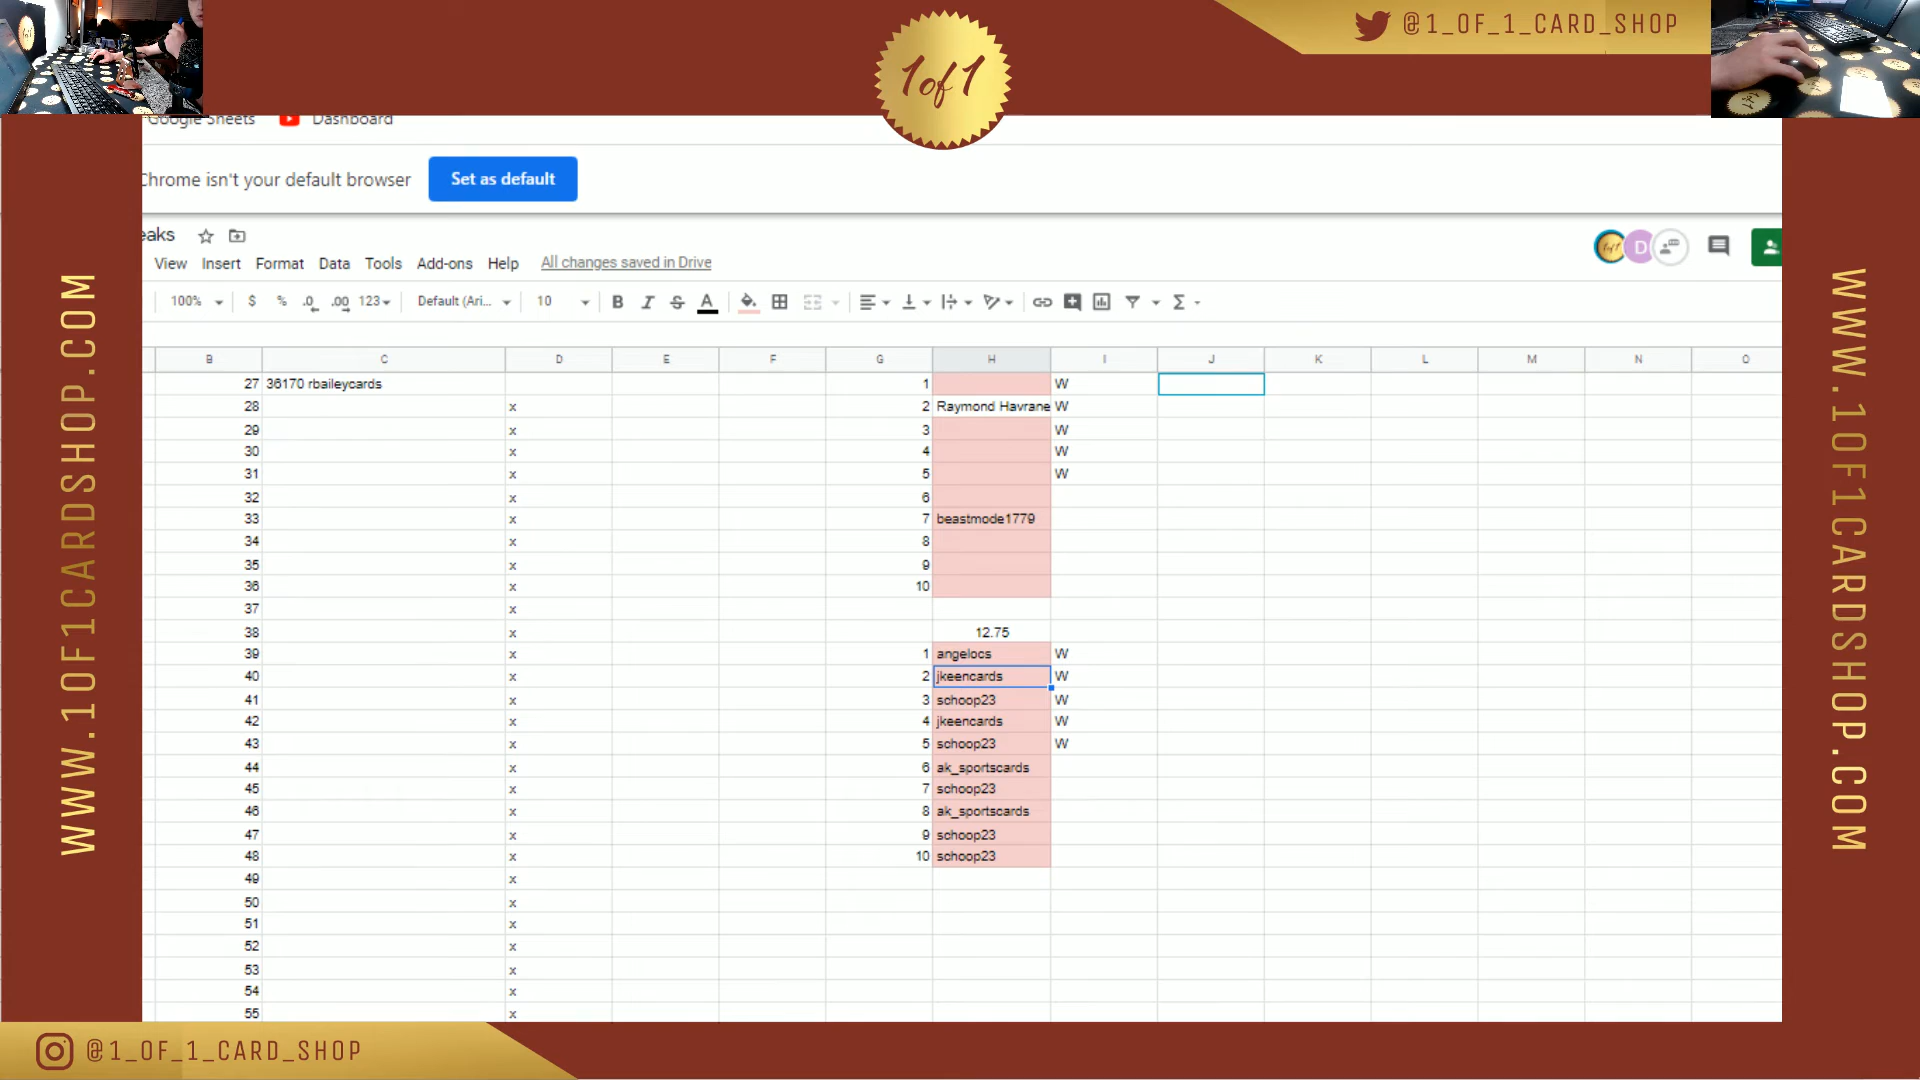 @1_OF_1_CARD_SHOP
1of1
Google Sheets Dashboard
Chrome isn't your default browser Set as default
eaks
D
View Insert Format Data Tools Add-ons Help All changes saved in Drive
100% $ % .0 .00 123 Default (Ari... 10 B I S A Σ
B C D E F G H I J K L M N O
27 36170 rbaileycards 1 W
28 x 2 Raymond Havrane W
29 x 3 W
30 x 4 W
31 x 5 W
32 x 6
33 x 7 beastmode1779
34 x 8
35 x 9
36 x 10
37 x
38 x 12.75
39 x 1 angelocs W
40 x 2 jkeencards W
41 x 3 schoop23 W
42 x 4 jkeencards W
43 x 5 schoop23 W
44 x 6 ak_sportscards
45 x 7 schoop23
46 x 8 ak_sportscards
47 x 9 schoop23
48 x 10 schoop23
49 x
50 x
51 x
52 x
53 x
54 x
55 x
WWW.1OF1CARDSHOP.COM
WWW.1OF1CARDSHOP.COM
@1_OF_1_CARD_SHOP